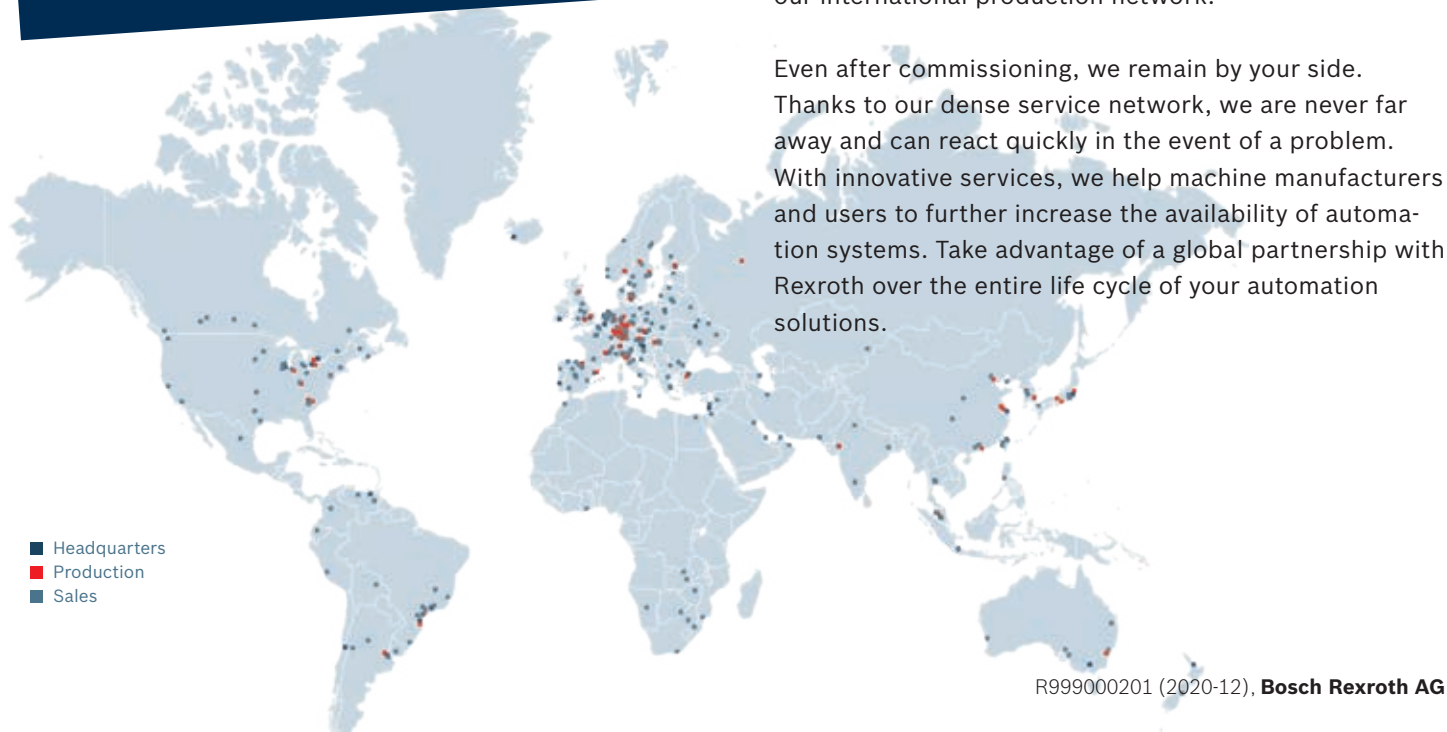 our international production network.
Even after commissioning, we remain by your side.
Thanks to our dense service network, we are never far
away and can react quickly in the event of a problem.
With innovative services, we help machine manufacturers
and users to further increase the availability of automa-
tion systems. Take advantage of a global partnership with
Rexroth over the entire life cycle of your automation
solutions.
Headquarters
Production
Sales
R999000201 (2020-12), Bosch Rexroth AG